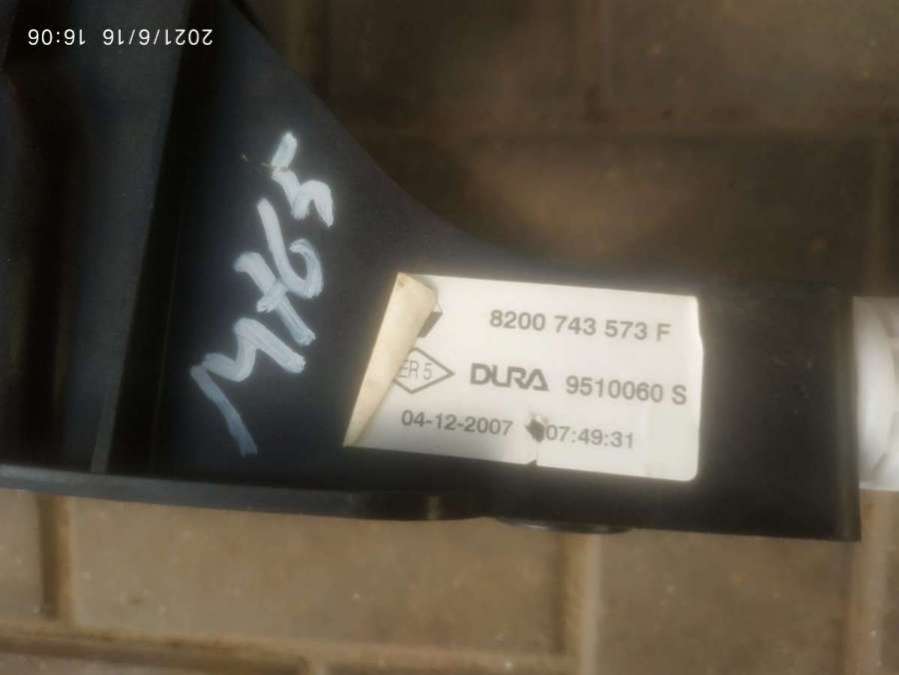 2021/6/16 16:06
M763
8200 743 573 F
ER 5
DURA 9510060 S
04-12-2007 07:49:31